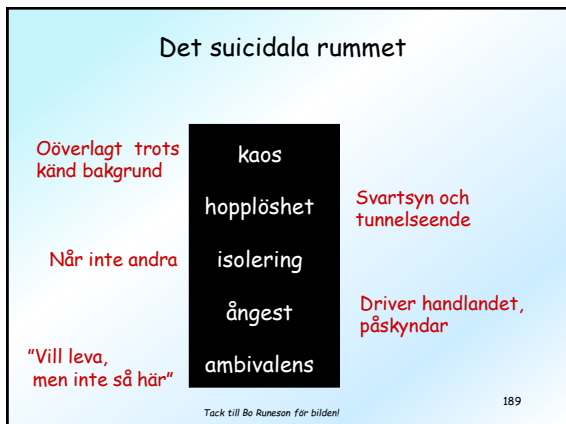 Det suicidala rummet
Oöverlagt trots
känd bakgrund
kaos
hopplöshet
Svartsyn och
tunnelseende
Når inte andra
isolering
ångest
Driver handlandet,
påskyndar
"Vill leva,
men inte så här"
ambivalens
Tack till Bo Runeson för bilden!
189